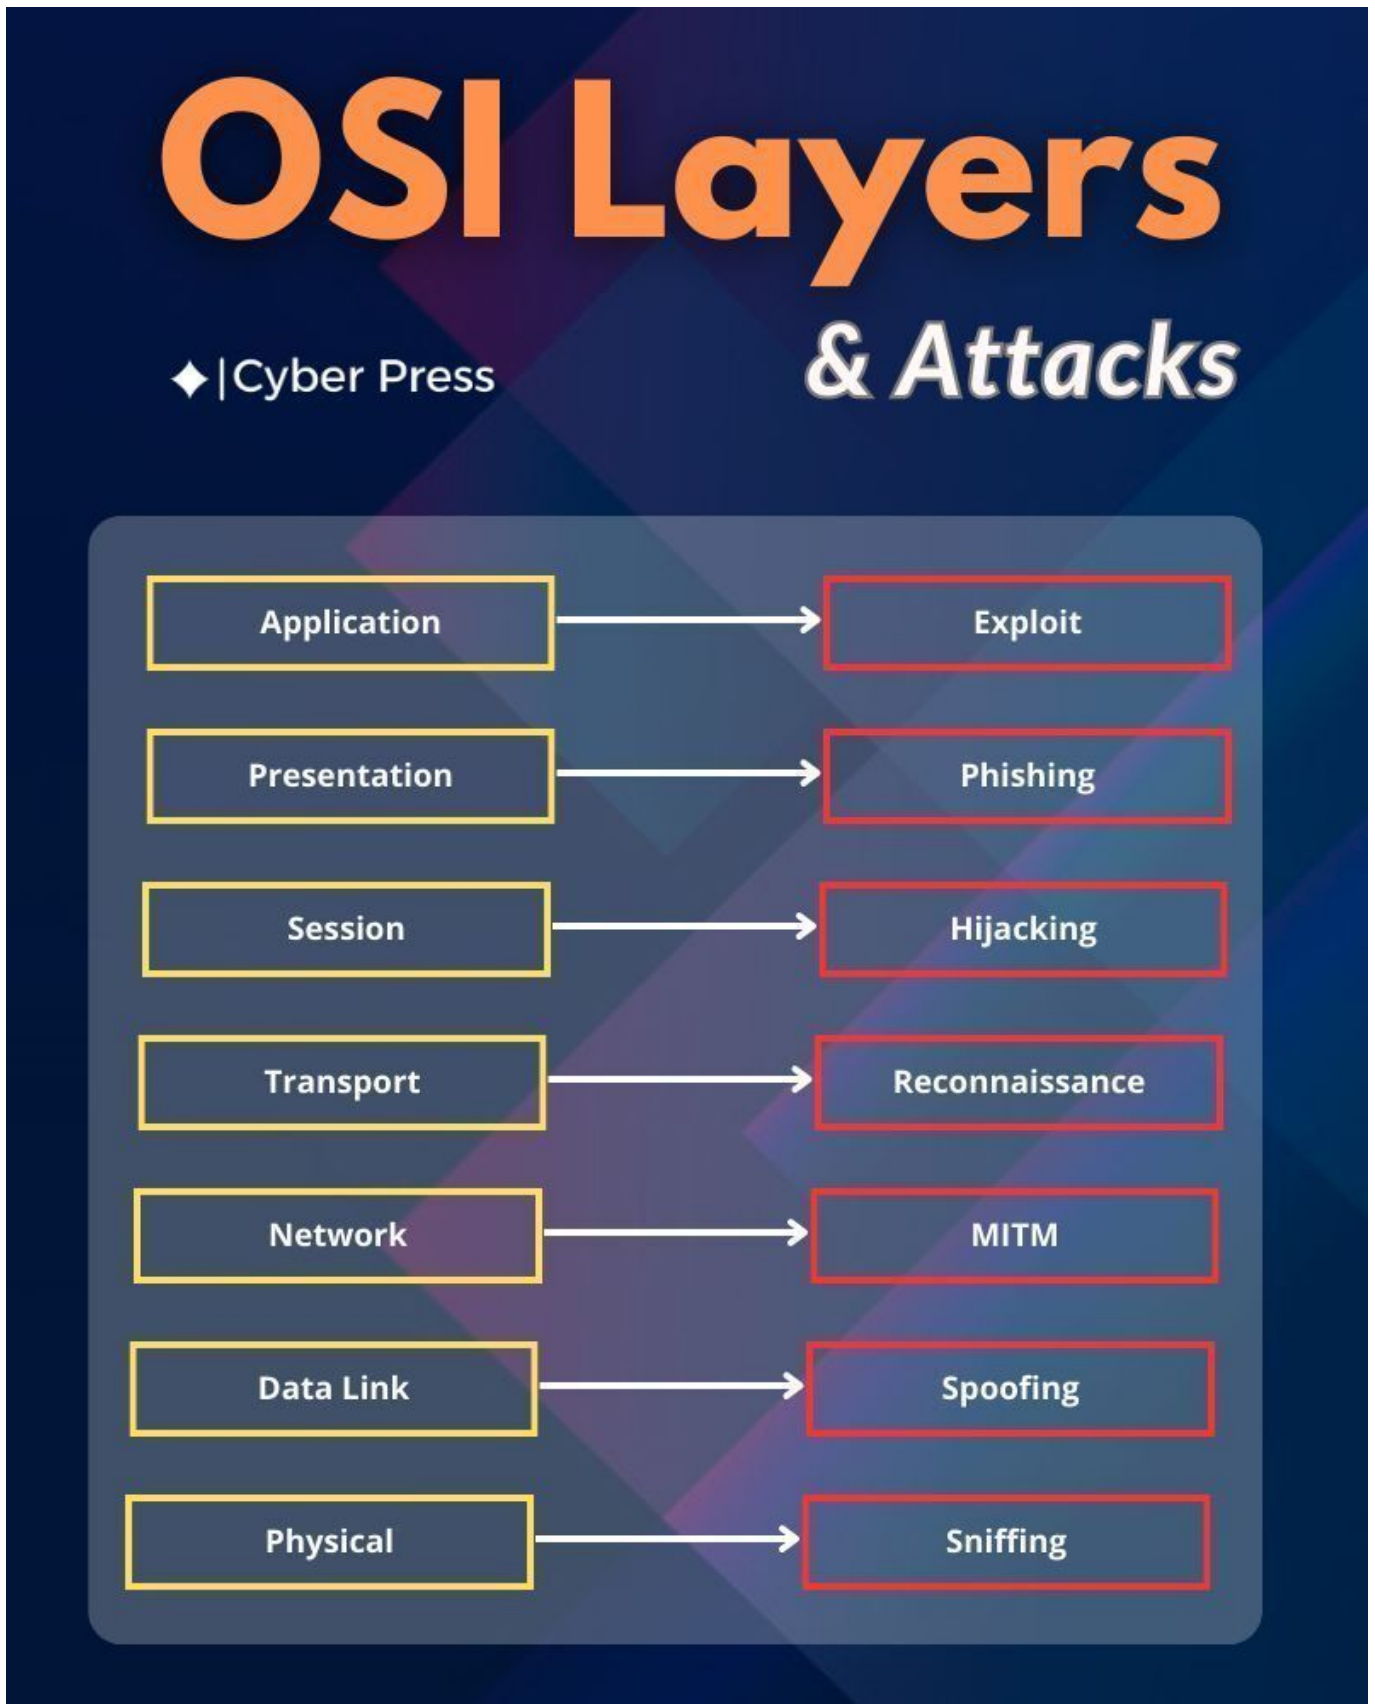 OSI Layers
& Attacks
|Cyber Press
Application
Exploit
Presentation
Phishing
Session
Hijacking
Transport
Reconnaissance
Network
MITM
Data Link
Spoofing
Physical
Sniffing